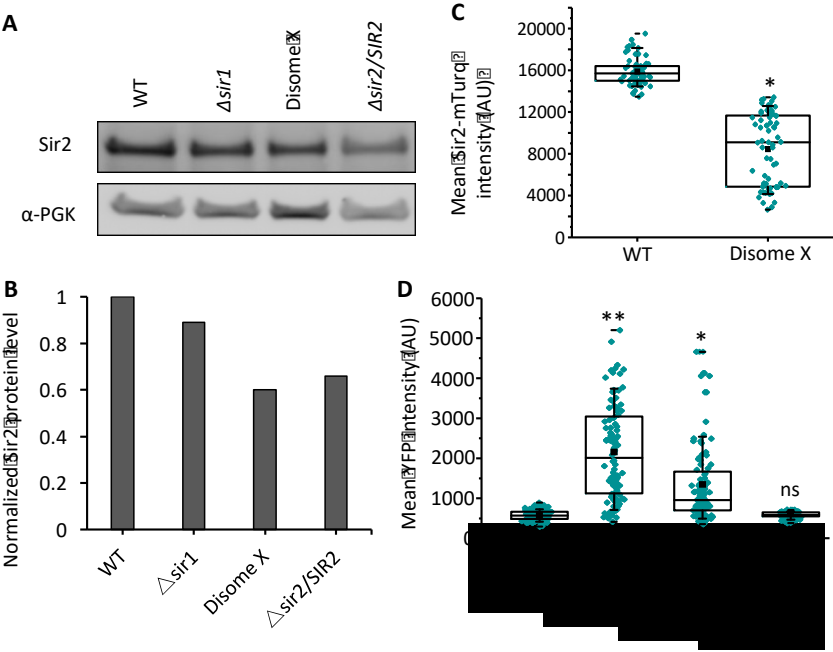 A
WT
Δsir1
Disome X
Δsir2/SIR2
Sir2
α-PGK
B
Normalized Sir2 protein level
1
0.8
0.6
0.4
0.2
0
WT
△sir1
Disome X
△sir2/SIR2
C
Mean Sir2-mTurq
intensity (AU)
20000
16000
12000
8000
4000
0
*
WT
Disome X
D
Mean YFP intensity (AU)
6000
5000
4000
3000
2000
1000
**
*
ns